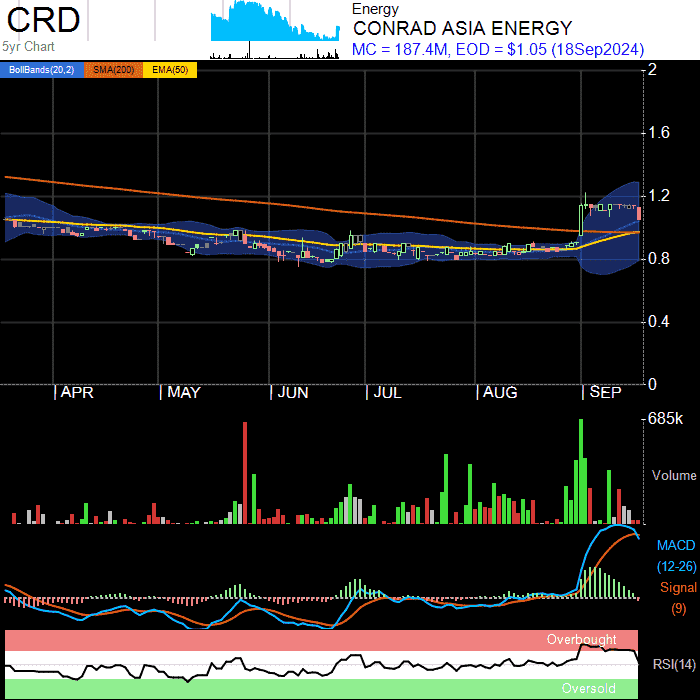 CRD
5yr Chart
Energy
CONRAD ASIA ENERGY
MC = 187.4M, EOD = $1.05 (18Sep2024)
BollBands(20,2) SMA(200) EMA(50)
2
1.6
1.2
0.8
0.4
0
APR MAY JUN JUL AUG SEP
685k
Volume
MACD
(12-26)
Signal
(9)
Overbought
RSI(14)
Oversold